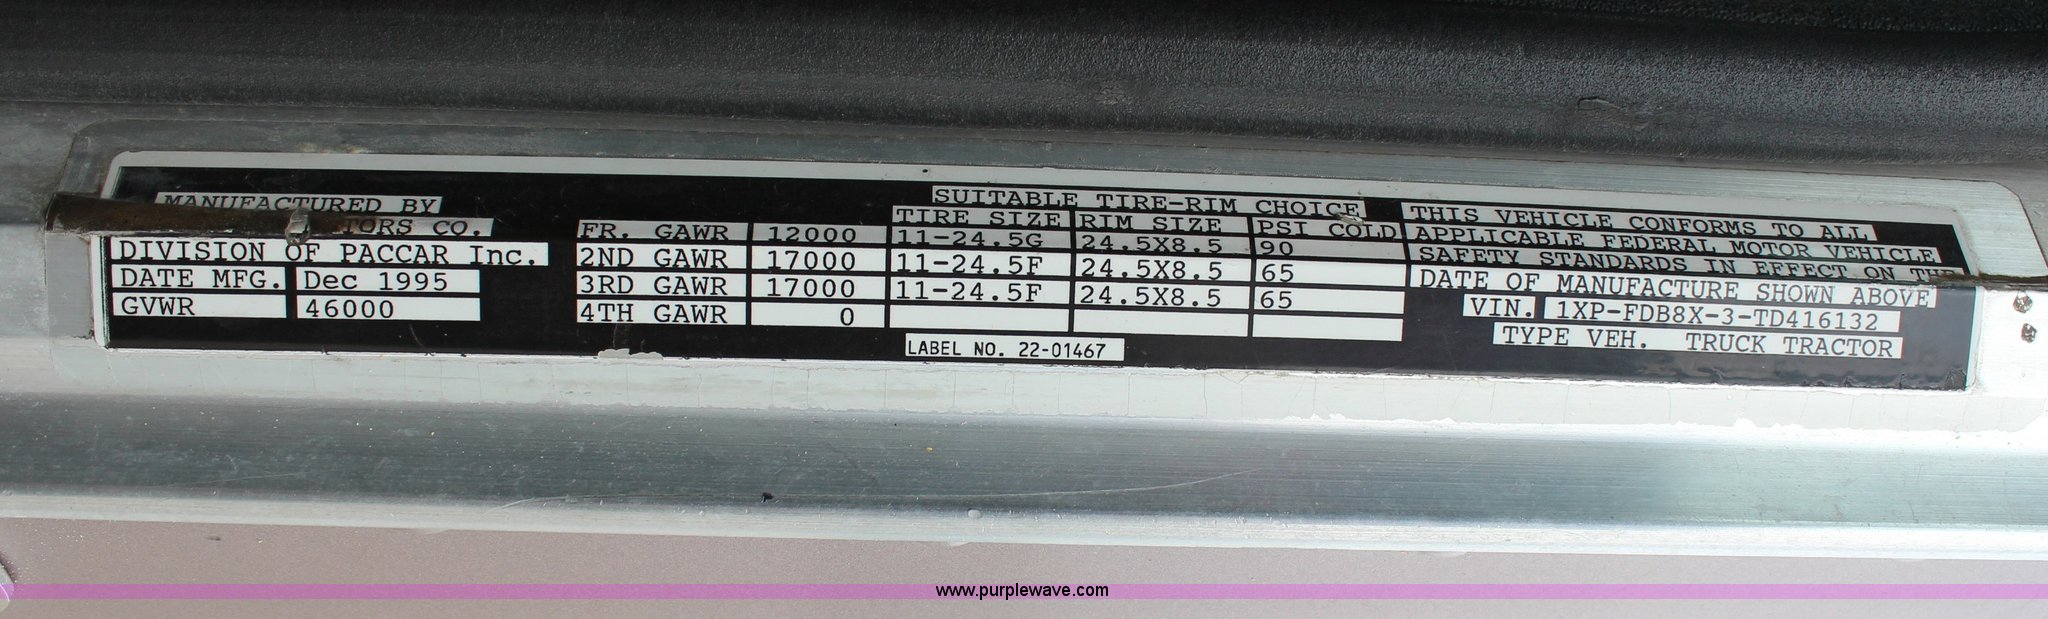 MANUFACTURED BY
TORS CO.
DIVISION OF PACCAR Inc.
DATE MFG. Dec 1995
GVWR 46000
SUITABLE TIRE-RIM CHOICE
TIRE SIZE RIM SIZE PSI COLD
FR. GAWR 12000 11-24.5G 24.5X8.5 90
2ND GAWR 17000 11-24.5F 24.5X8.5 65
3RD GAWR 17000 11-24.5F 24.5X8.5 65
4TH GAWR 0
LABEL NO. 22-01467
THIS VEHICLE CONFORMS TO ALL
APPLICABLE FEDERAL MOTOR VEHICLE
SAFETY STANDARDS IN EFFECT ON THE
DATE OF MANUFACTURE SHOWN ABOVE
VIN. 1XP-FDB8X-3-TD416132
TYPE VEH. TRUCK TRACTOR
www.purplewave.com